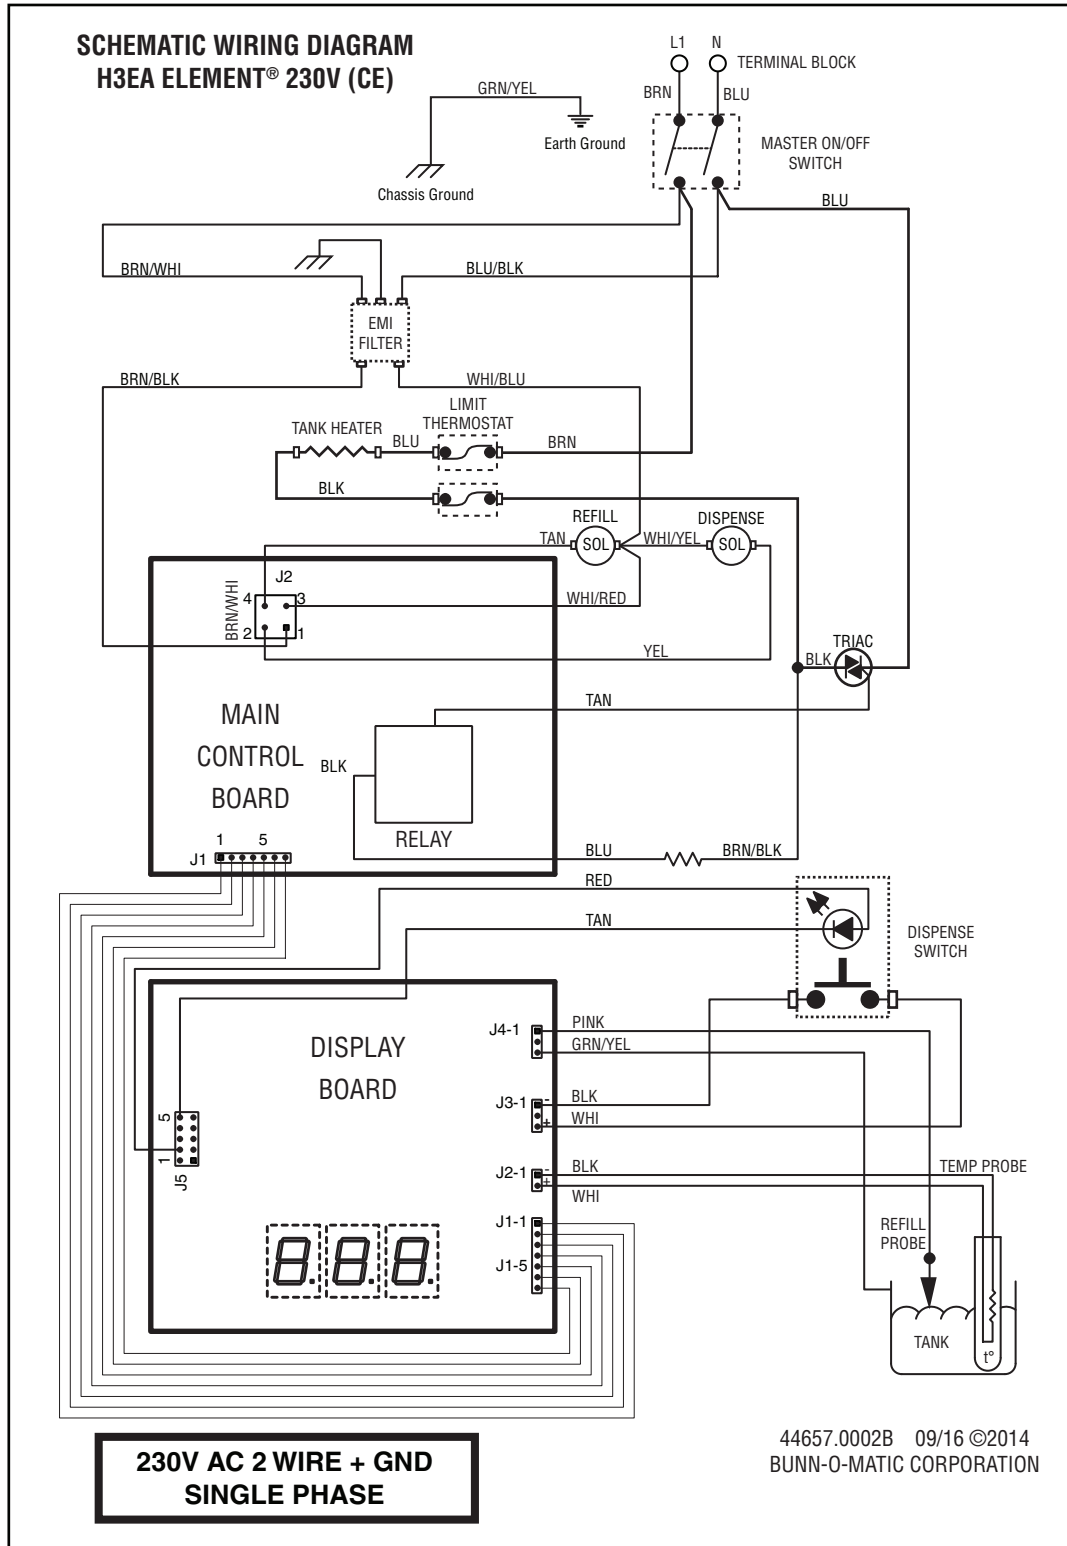 SCHEMATIC WIRING DIAGRAM
H3EA ELEMENT® 230V (CE)
L1
N
TERMINAL BLOCK
BRN
BLU
GRN/YEL
Earth Ground
MASTER ON/OFF
SWITCH
Chassis Ground
BLU
BRN/WHI
BLU/BLK
EMI
FILTER
BRN/BLK
WHI/BLU
LIMIT
THERMOSTAT
TANK HEATER
BLU
BRN
BLK
REFILL
DISPENSE
TAN
SOL
WHI/YEL
SOL
J2
BRN/WHI
4
3
WHI/RED
2
1
YEL
TRIAC
BLK
TAN
MAIN
CONTROL
BOARD
BLK
RELAY
1
5
J1
BLU
BRN/BLK
RED
TAN
DISPENSE
SWITCH
DISPLAY
BOARD
J4-1
PINK
GRN/YEL
J3-1
-
BLK
+
WHI
5
1
J5
J2-1
-
BLK
+
WHI
TEMP PROBE
J1-1
J1-5
8.8.8.
REFILL
PROBE
TANK
t°
230V AC 2 WIRE + GND
SINGLE PHASE
44657.0002B 09/16 ©2014
BUNN-O-MATIC CORPORATION